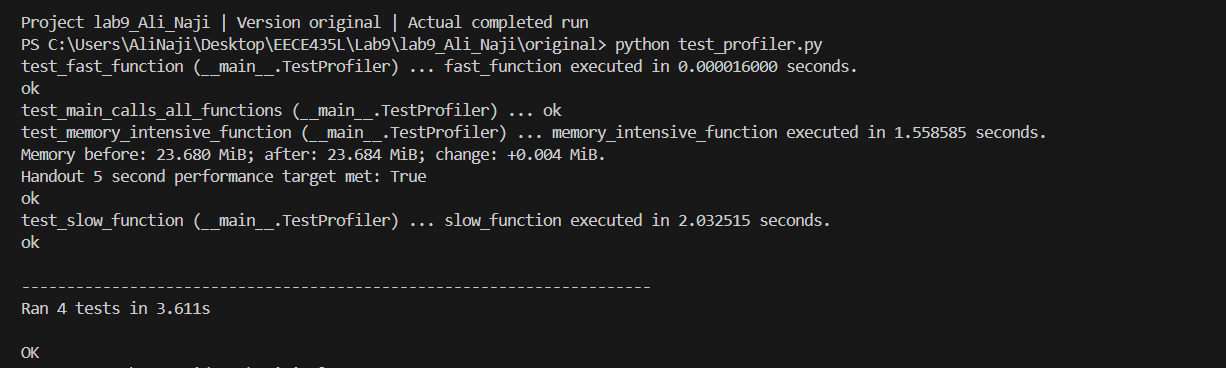 Project lab9_Ali_Naji | Version original | Actual completed run
PS C:\Users\AliNaji\Desktop\EECE435L\Lab9\lab9_Ali_Naji\original> python test_profiler.py
test_fast_function (__main__.TestProfiler) ... fast_function executed in 0.000016000 seconds.
ok
test_main_calls_all_functions (__main__.TestProfiler) ... ok
test_memory_intensive_function (__main__.TestProfiler) ... memory_intensive_function executed in 1.558585 seconds.
Memory before: 23.680 MiB; after: 23.684 MiB; change: +0.004 MiB.
Handout 5 second performance target met: True
ok
test_slow_function (__main__.TestProfiler) ... slow_function executed in 2.032515 seconds.
ok
----------------------------------------------------------------------
Ran 4 tests in 3.611s
OK